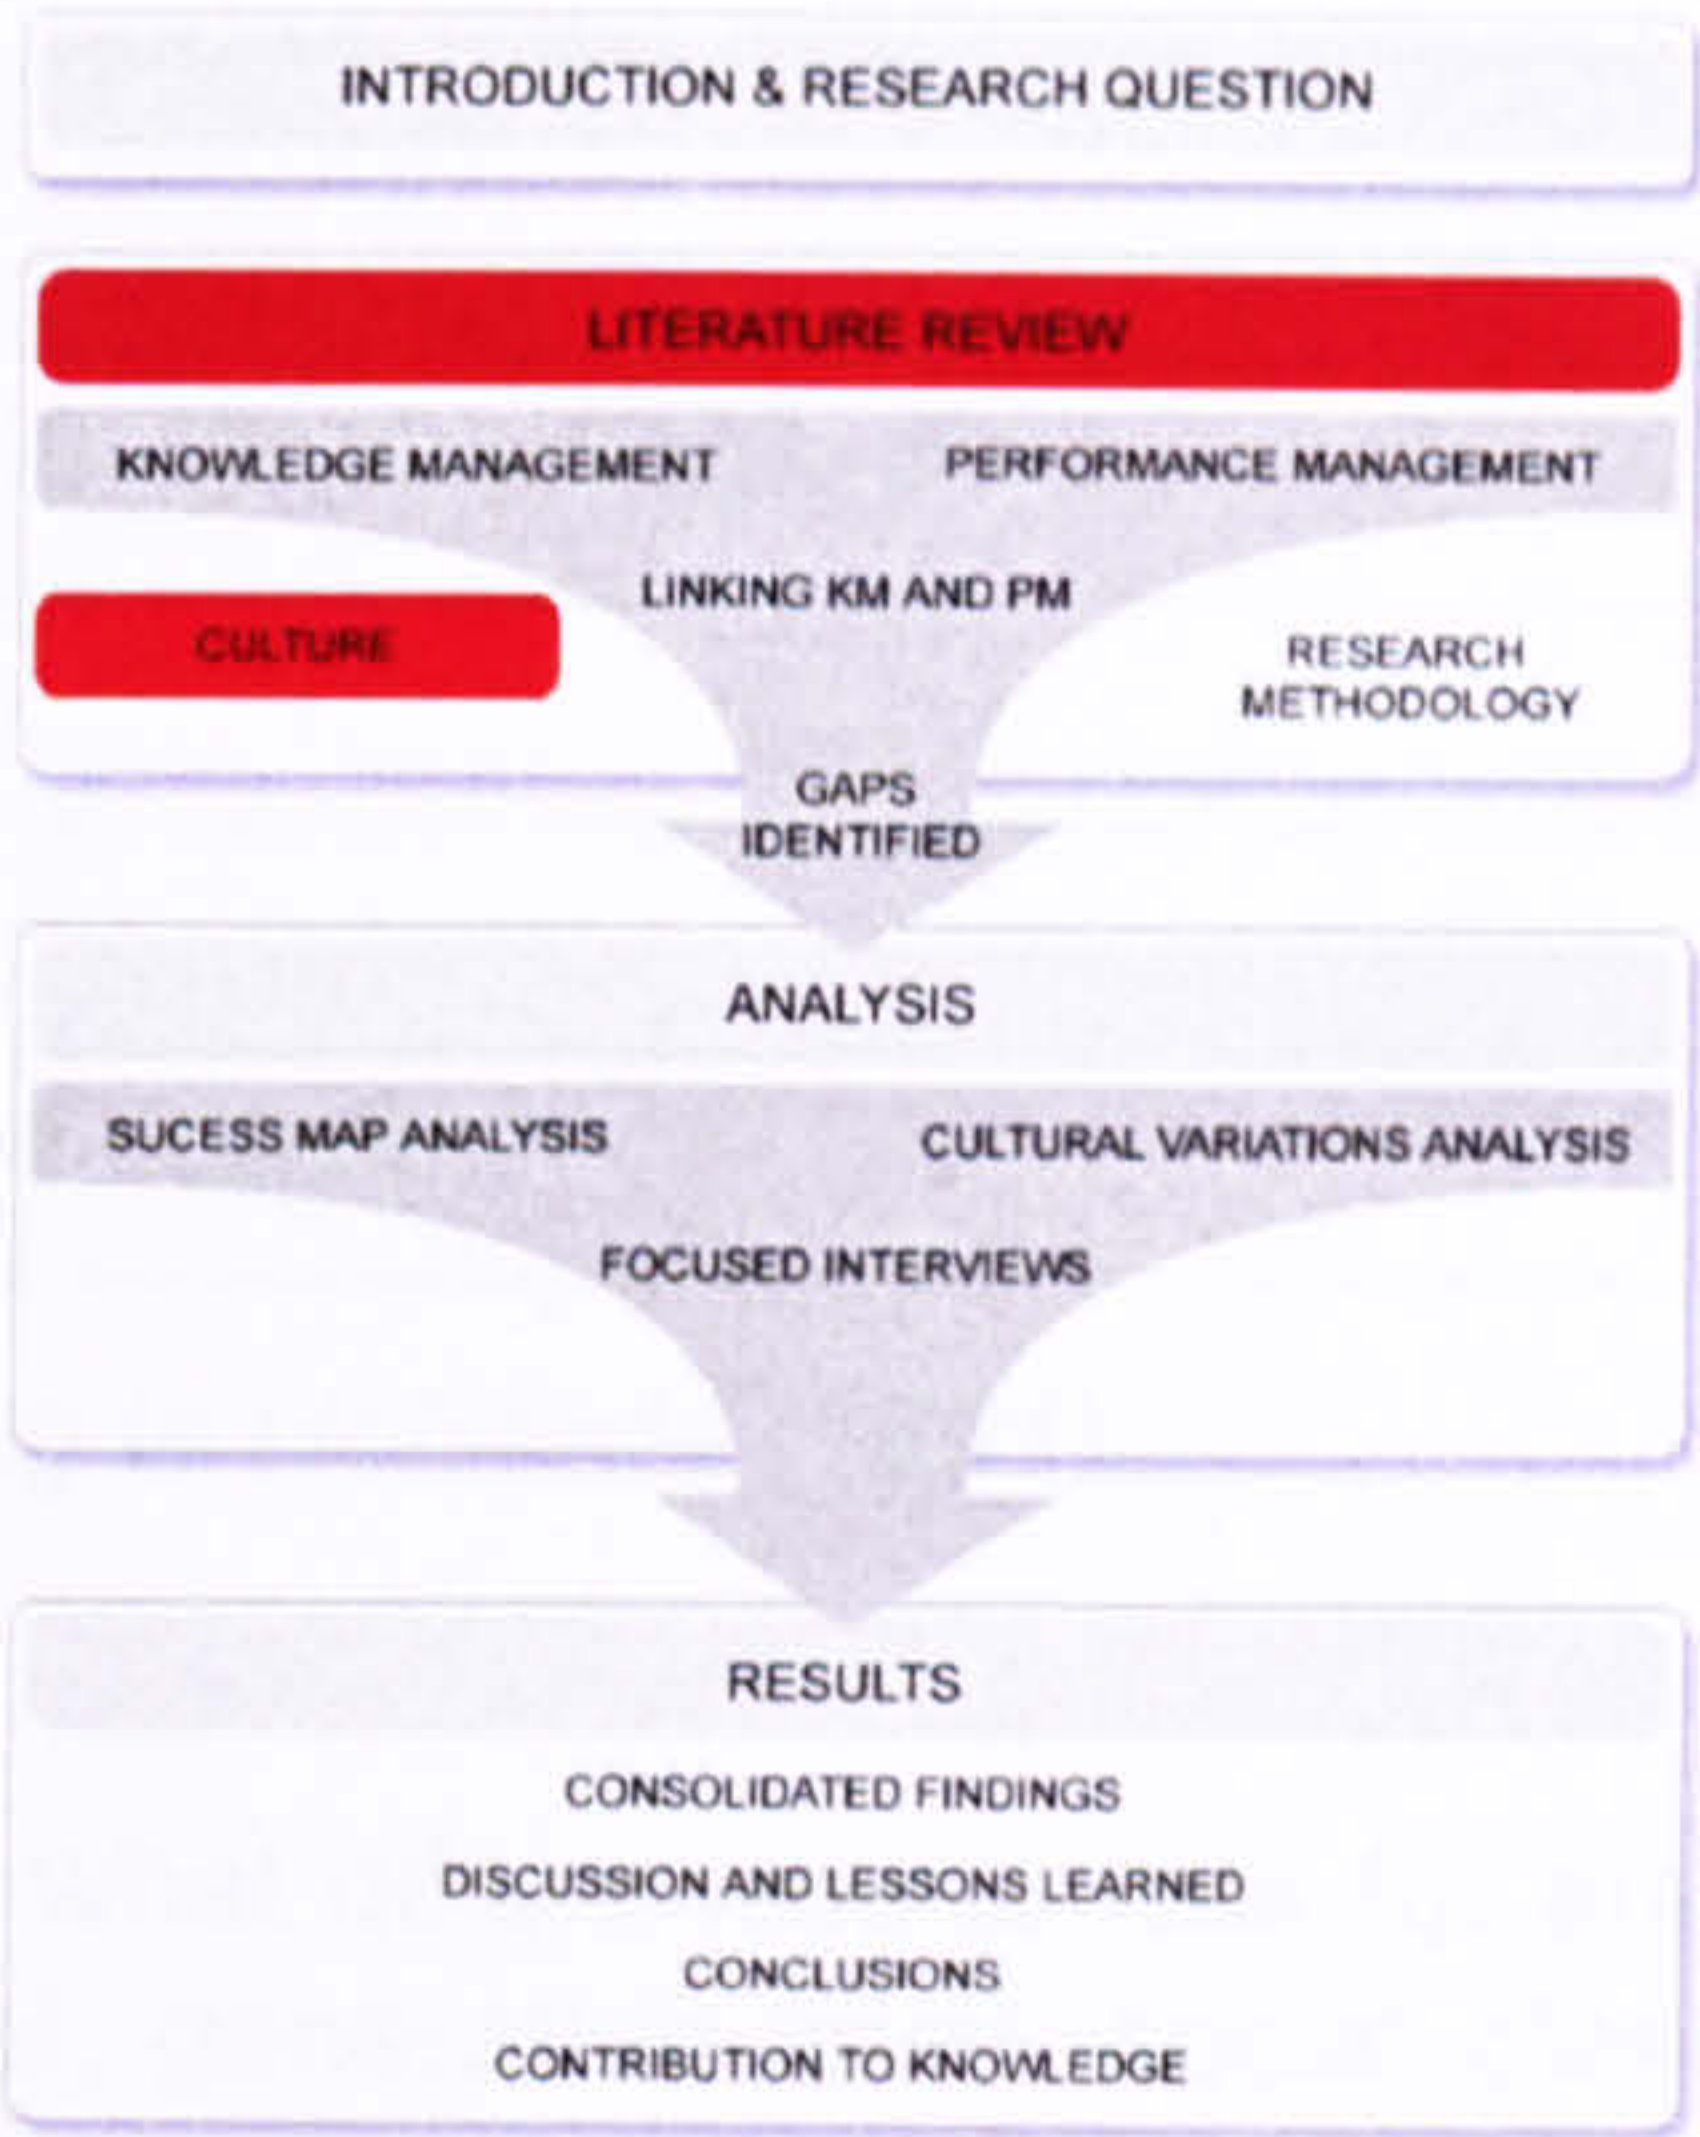 INTRODUCTION & RESEARCH QUESTION
LITERATURE REVIEW
KNOWLEDGE MANAGEMENT
PERFORMANCE MANAGEMENT
LINKING KM AND PM
CULTURE
RESEARCH
METHODOLOGY
GAPS
IDENTIFIED
ANALYSIS
SUCESS MAP ANALYSIS
CULTURAL VARIATIONS ANALYSIS
FOCUSED INTERVIEWS
RESULTS
CONSOLIDATED FINDINGS
DISCUSSION AND LESSONS LEARNED
CONCLUSIONS
CONTRIBUTION TO KNOWLEDGE